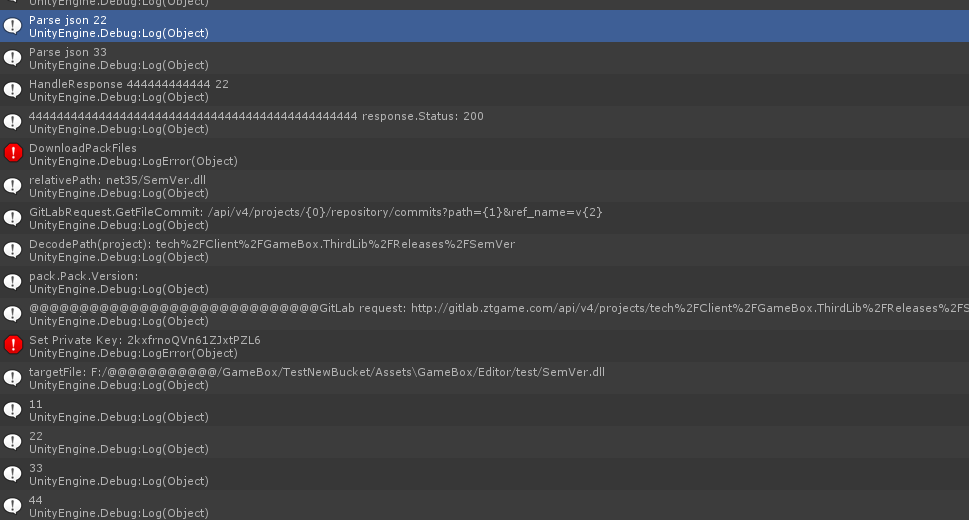 UnityEngine.Debug:Log(Object)
Parse json 22
UnityEngine.Debug:Log(Object)
Parse json 33
UnityEngine.Debug:Log(Object)
HandleResponse 444444444444 22
UnityEngine.Debug:Log(Object)
44444444444444444444444444444444444444444444444 response.Status: 200
UnityEngine.Debug:Log(Object)
DownloadPackFiles
UnityEngine.Debug:LogError(Object)
relativePath: net35/SemVer.dll
UnityEngine.Debug:Log(Object)
GitLabRequest.GetFileCommit: /api/v4/projects/{0}/repository/commits?path={1}&ref_name=v{2}
UnityEngine.Debug:Log(Object)
DecodePath(project): tech%2FClient%2FGameBox.ThirdLib%2FReleases%2FSemVer
UnityEngine.Debug:Log(Object)
pack.Pack.Version:
UnityEngine.Debug:Log(Object)
@@@@@@@@@@@@@@@@@@@@@@@@@@@@@GitLab request: http://gitlab.ztgame.com/api/v4/projects/tech%2FClient%2FGameBox.ThirdLib%2FReleases%2FS
UnityEngine.Debug:Log(Object)
Set Private Key: 2kxfrnoQVn61ZJxtPZL6
UnityEngine.Debug:LogError(Object)
targetFile: F:/@@@@@@@@@@@/GameBox/TestNewBucket/Assets\GameBox/Editor/test/SemVer.dll
UnityEngine.Debug:Log(Object)
11
UnityEngine.Debug:Log(Object)
22
UnityEngine.Debug:Log(Object)
33
UnityEngine.Debug:Log(Object)
44
UnityEngine.Debug:Log(Object)